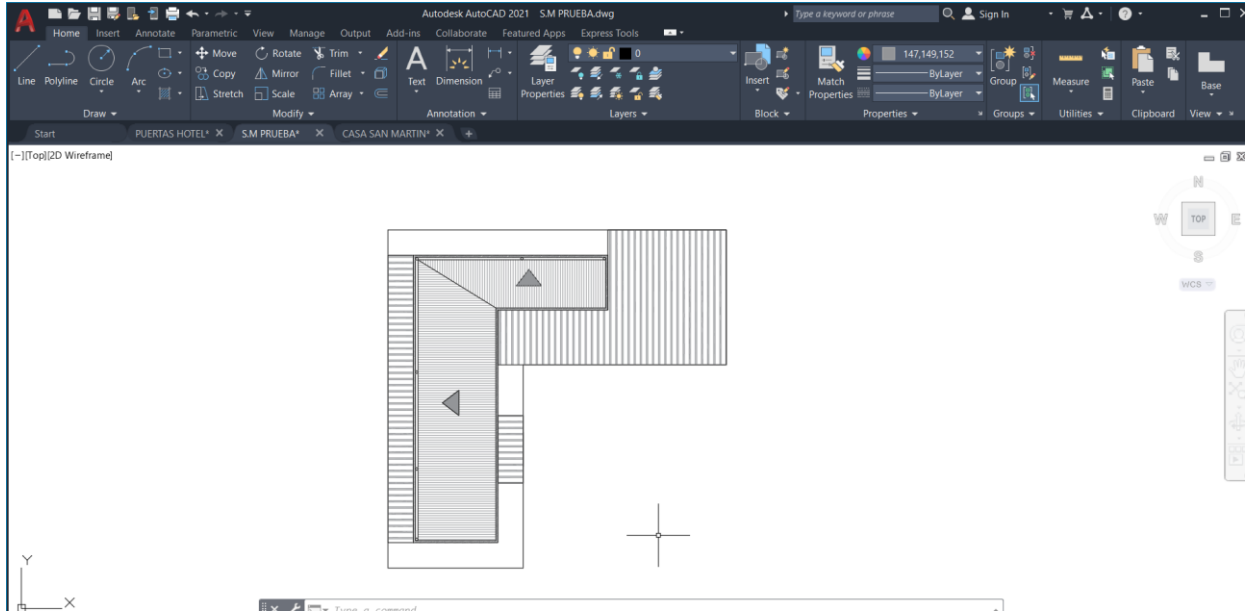 A Autodesk AutoCAD 2021 S.M PRUEBA.dwg Type a keyword or phrase Sign In
Home Insert Annotate Parametric View Manage Output Add-ins Collaborate Featured Apps Express Tools
Move Rotate Trim 0 147,149,152
Line Polyline Circle Arc Copy Mirror Fillet Text Dimension Layer Properties Insert Match Properties ByLayer Group Measure Paste Base
Stretch Scale Array ByLayer
Draw Modify Annotation Layers Block Properties Groups Utilities Clipboard View
Start PUERTAS HOTEL* S.M PRUEBA* CASA SAN MARTIN*
[−][Top][2D Wireframe]
N
W TOP E
S
WCS
Y
X
Type a command